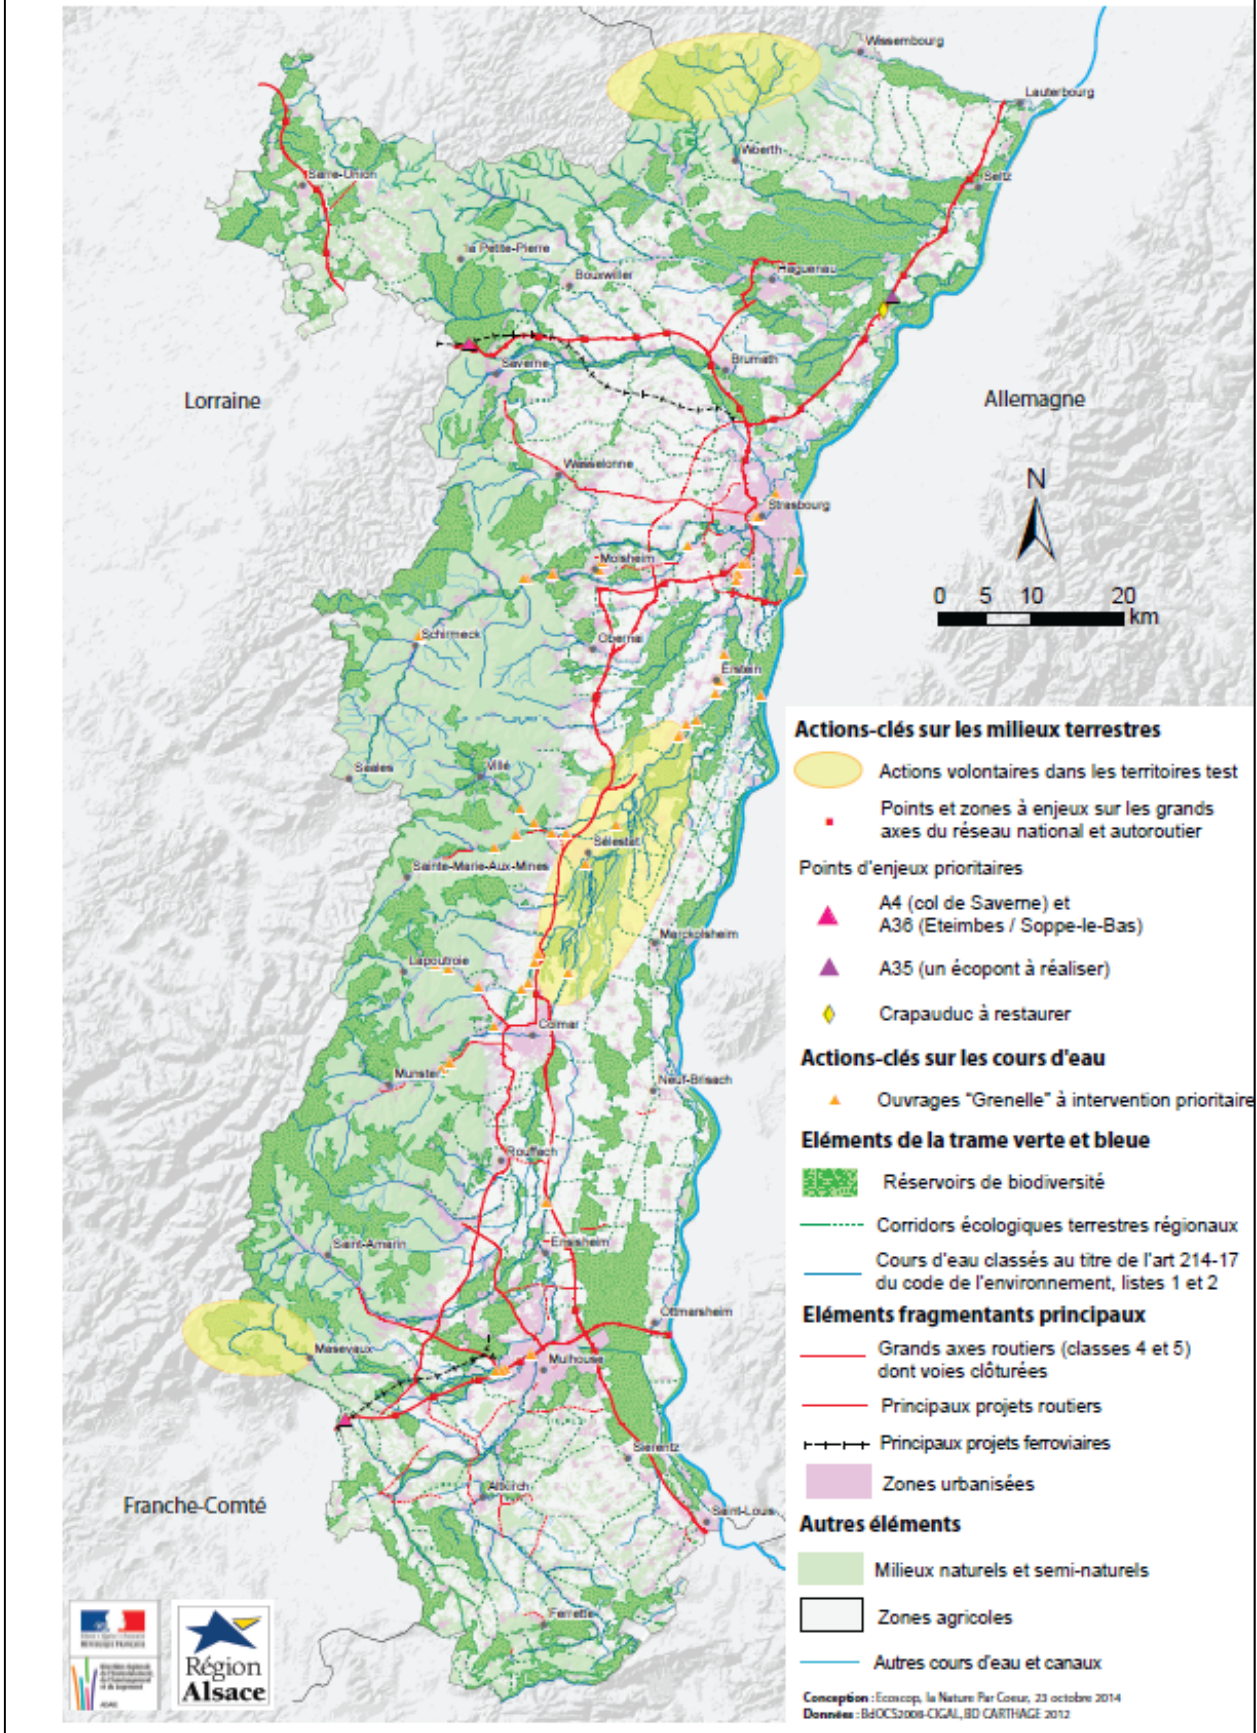 Wissembourg
Lauterbourg
Wœrth
Seltz
Sarre-Union
la Petite-Pierre
Bouxwiller
Haguenau
Saverne
Brumath
Lorraine
Allemagne
Wasselonne
Strasbourg
N
Molsheim
0 5 10 20
km
Schirmeck
Obernai
Erstein
Saales
Villé
Sélestat
Sainte-Marie-Aux-Mines
Marckolsheim
Lapoutroie
Colmar
Munster
Neuf-Brisach
Rouffach
Saint-Amarin
Ensisheim
Ottmarsheim
Masevaux
Mulhouse
Sierentz
Altkirch
Saint-Louis
Franche-Comté
Ferrette
Actions-clés sur les milieux terrestres
Actions volontaires dans les territoires test
Points et zones à enjeux sur les grands
axes du réseau national et autoroutier
Points d'enjeux prioritaires
A4 (col de Saverne) et
A36 (Eteimbes / Soppe-le-Bas)
A35 (un écopont à réaliser)
Crapauduc à restaurer
Actions-clés sur les cours d'eau
Ouvrages "Grenelle" à intervention prioritaire
Eléments de la trame verte et bleue
Réservoirs de biodiversité
Corridors écologiques terrestres régionaux
Cours d'eau classés au titre de l'art 214-17
du code de l'environnement, listes 1 et 2
Eléments fragmentants principaux
Grands axes routiers (classes 4 et 5)
dont voies clôturées
Principaux projets routiers
Principaux projets ferroviaires
Zones urbanisées
Autres éléments
Milieux naturels et semi-naturels
Zones agricoles
Autres cours d'eau et canaux
Conception : Ecoscop, la Nature Par Coeur, 23 octobre 2014
Données : BdOCS2008-CIGAL, BD CARTHAGE 2012
RÉPUBLIQUE FRANÇAISE
Région
Alsace